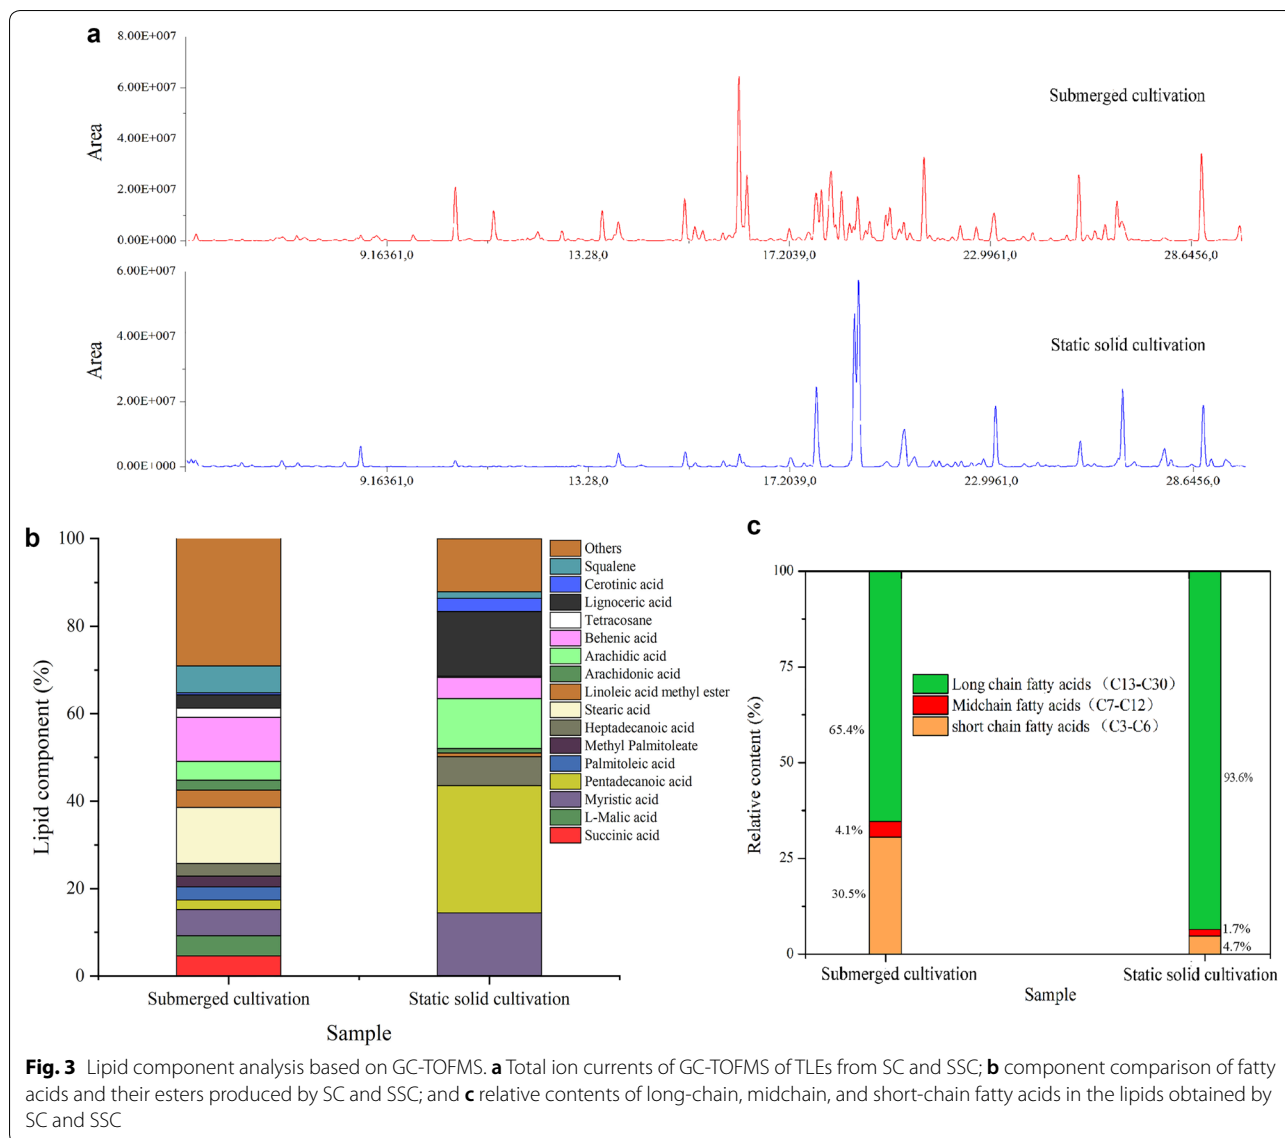 a
8.00E+007
6.00E+007
4.00E+007
2.00E+007
0.00E+000
Area
Submerged cultivation
9.16361,0 13.28,0 17.2039,0 22.9961,0 28.6456,0
6.00E+007
4.00E+007
2.00E+007
0.00E+000
Area
Static solid cultivation
9.16361,0 13.28,0 17.2039,0 22.9961,0 28.6456,0
b
100
80
60
40
20
0
Lipid component (%)
Submerged cultivation Static solid cultivation
Sample
Others
Squalene
Cerotinic acid
Lignoceric acid
Tetracosane
Behenic acid
Arachidic acid
Arachidonic acid
Linoleic acid methyl ester
Stearic acid
Heptadecanoic acid
Methyl Palmitoleate
Palmitoleic acid
Pentadecanoic acid
Myristic acid
L-Malic acid
Succinic acid
c
100
75
50
25
0
Relative content (%)
Long chain fatty acids （C13-C30）
Midchain fatty acids （C7-C12）
short chain fatty acids （C3-C6）
65.4%
4.1%
30.5%
93.6%
1.7%
4.7%
Submerged cultivation Static solid cultivation
Sample
Fig. 3 Lipid component analysis based on GC-TOFMS. a Total ion currents of GC-TOFMS of TLEs from SC and SSC; b component comparison of fatty
acids and their esters produced by SC and SSC; and c relative contents of long-chain, midchain, and short-chain fatty acids in the lipids obtained by
SC and SSC